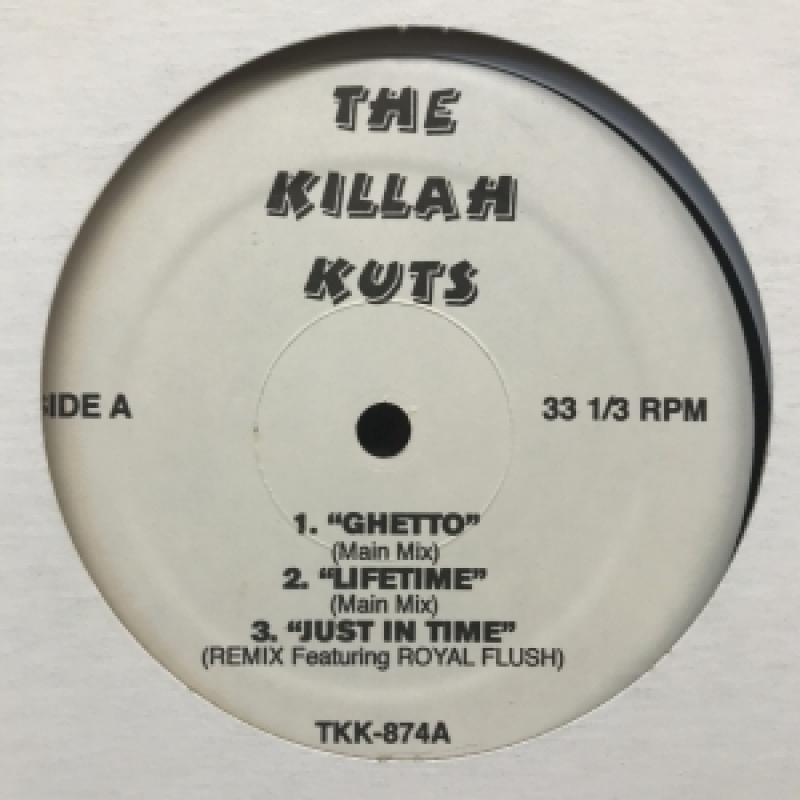 THE
KILLAH
KUTS
SIDE A
33 1/3 RPM
1. “GHETTO”
(Main Mix)
2. “LIFETIME”
(Main Mix)
3. “JUST IN TIME”
(REMIX Featuring ROYAL FLUSH)
TKK-874A